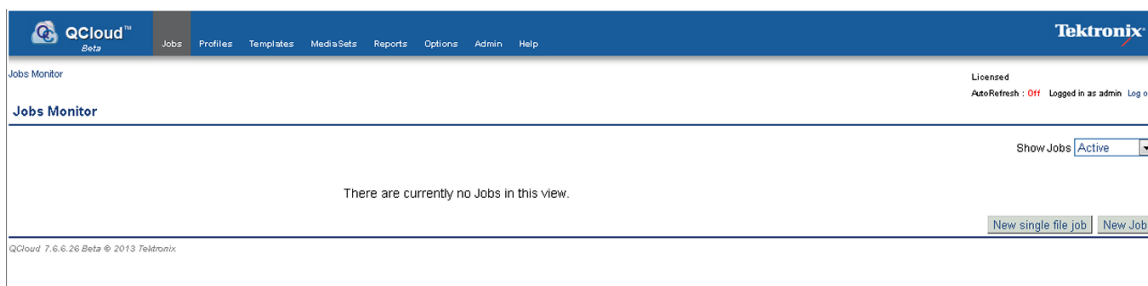 QCloud™
Beta
Jobs Profiles Templates MediaSets Reports Options Admin Help
Tektronix
Jobs Monitor
Licensed
AutoRefresh : Off Logged in as admin Log o
Jobs Monitor
Show Jobs Active
There are currently no Jobs in this view.
New single file job New Job
QCloud 7.6.6.26 Beta © 2013 Tektronix